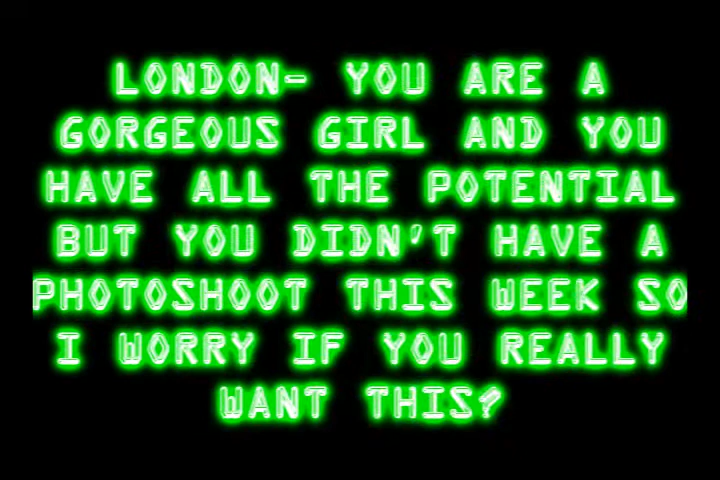 LONDON- YOU ARE A
GORGEOUS GIRL AND YOU
HAVE ALL THE POTENTIAL
BUT YOU DIDN'T HAVE A
PHOTOSHOOT THIS WEEK SO
I WORRY IF YOU REALLY
WANT THIS?